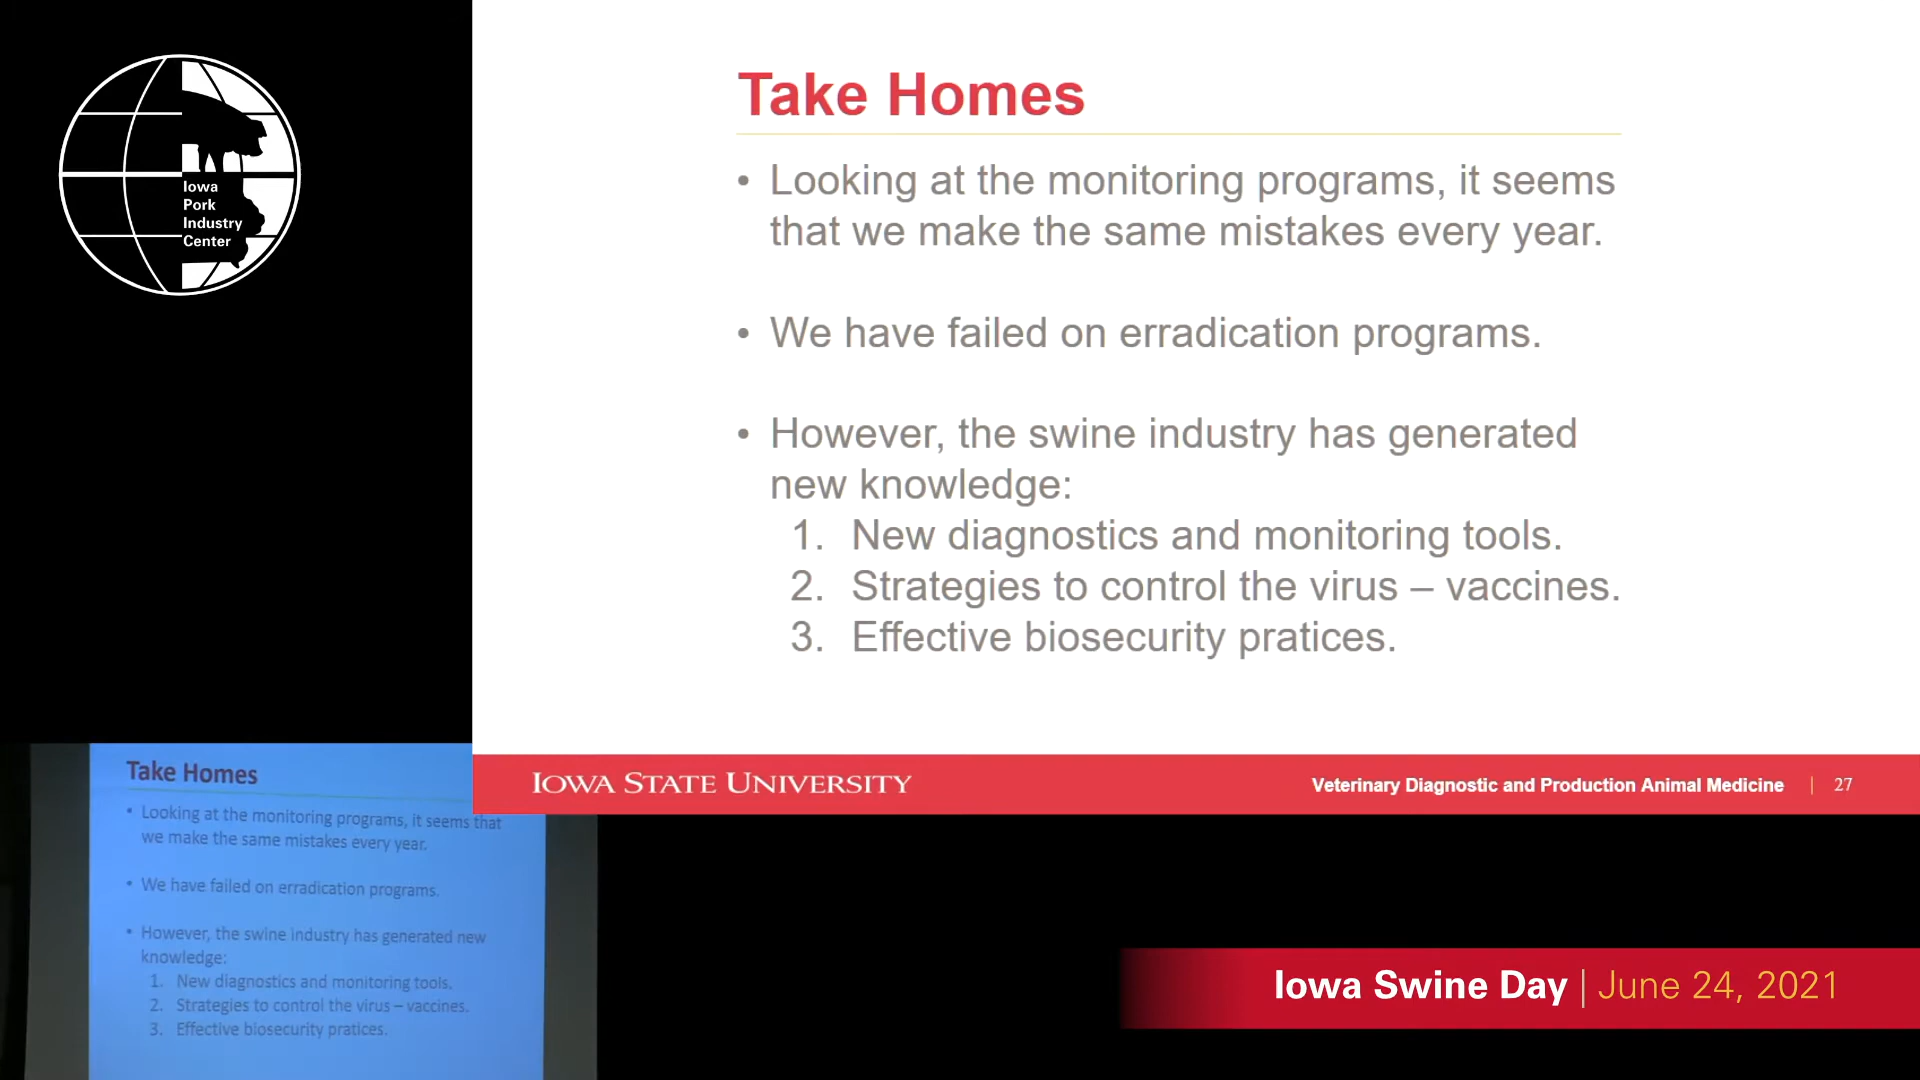 Iowa
Pork
Industry
Center
Take Homes
• Looking at the monitoring programs, it seems
that we make the same mistakes every year.
• We have failed on erradication programs.
• However, the swine industry has generated
new knowledge:
1. New diagnostics and monitoring tools.
2. Strategies to control the virus – vaccines.
3. Effective biosecurity pratices.
IOWA STATE UNIVERSITY
Veterinary Diagnostic and Production Animal Medicine | 27
Take Homes
• Looking at the monitoring programs, it seems that
we make the same mistakes every year.
• We have failed on erradication programs.
• However, the swine industry has generated new
knowledge:
1. New diagnostics and monitoring tools.
2. Strategies to control the virus – vaccines.
3. Effective biosecurity pratices.
Iowa Swine Day | June 24, 2021